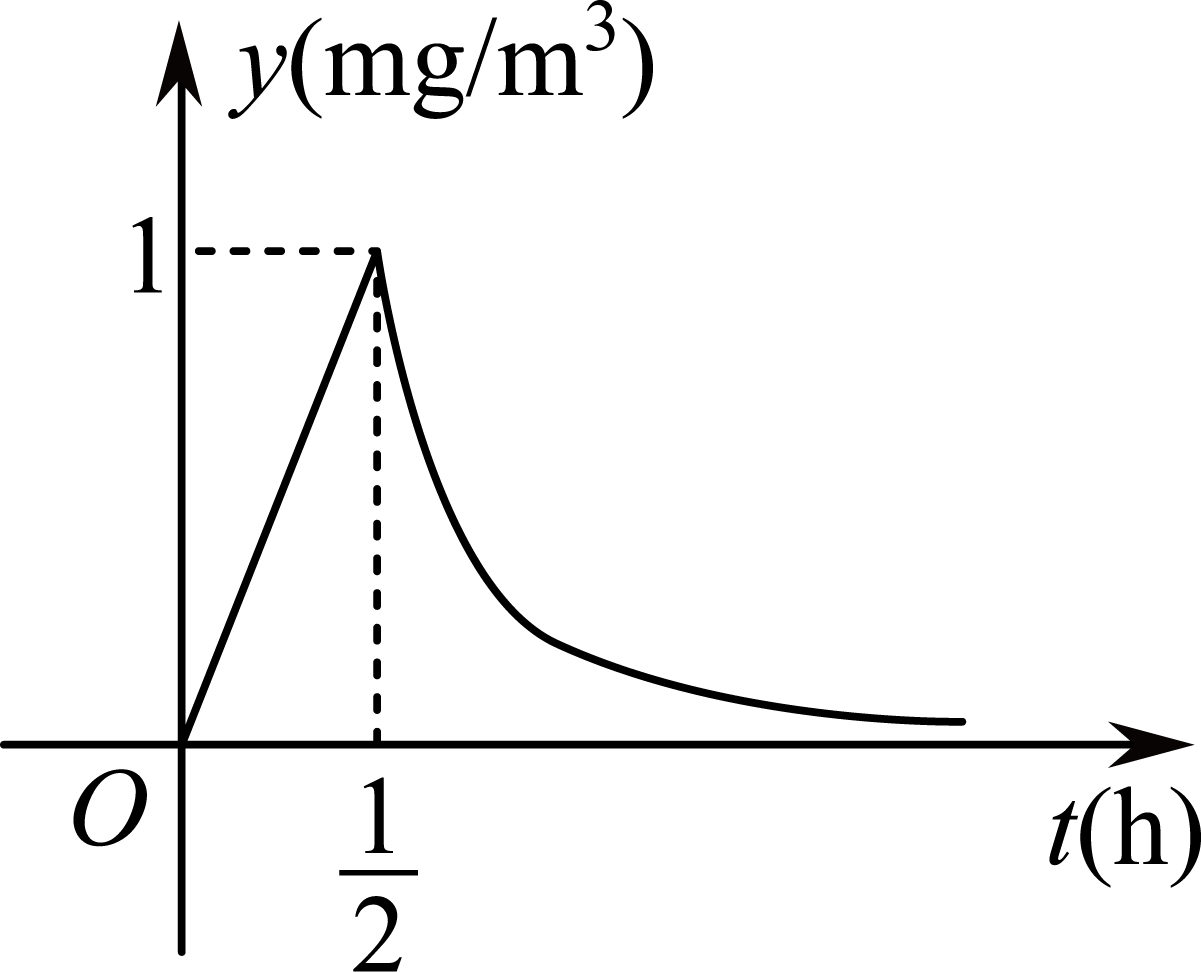 y(mg/m³)
1
O
1/2
t(h)